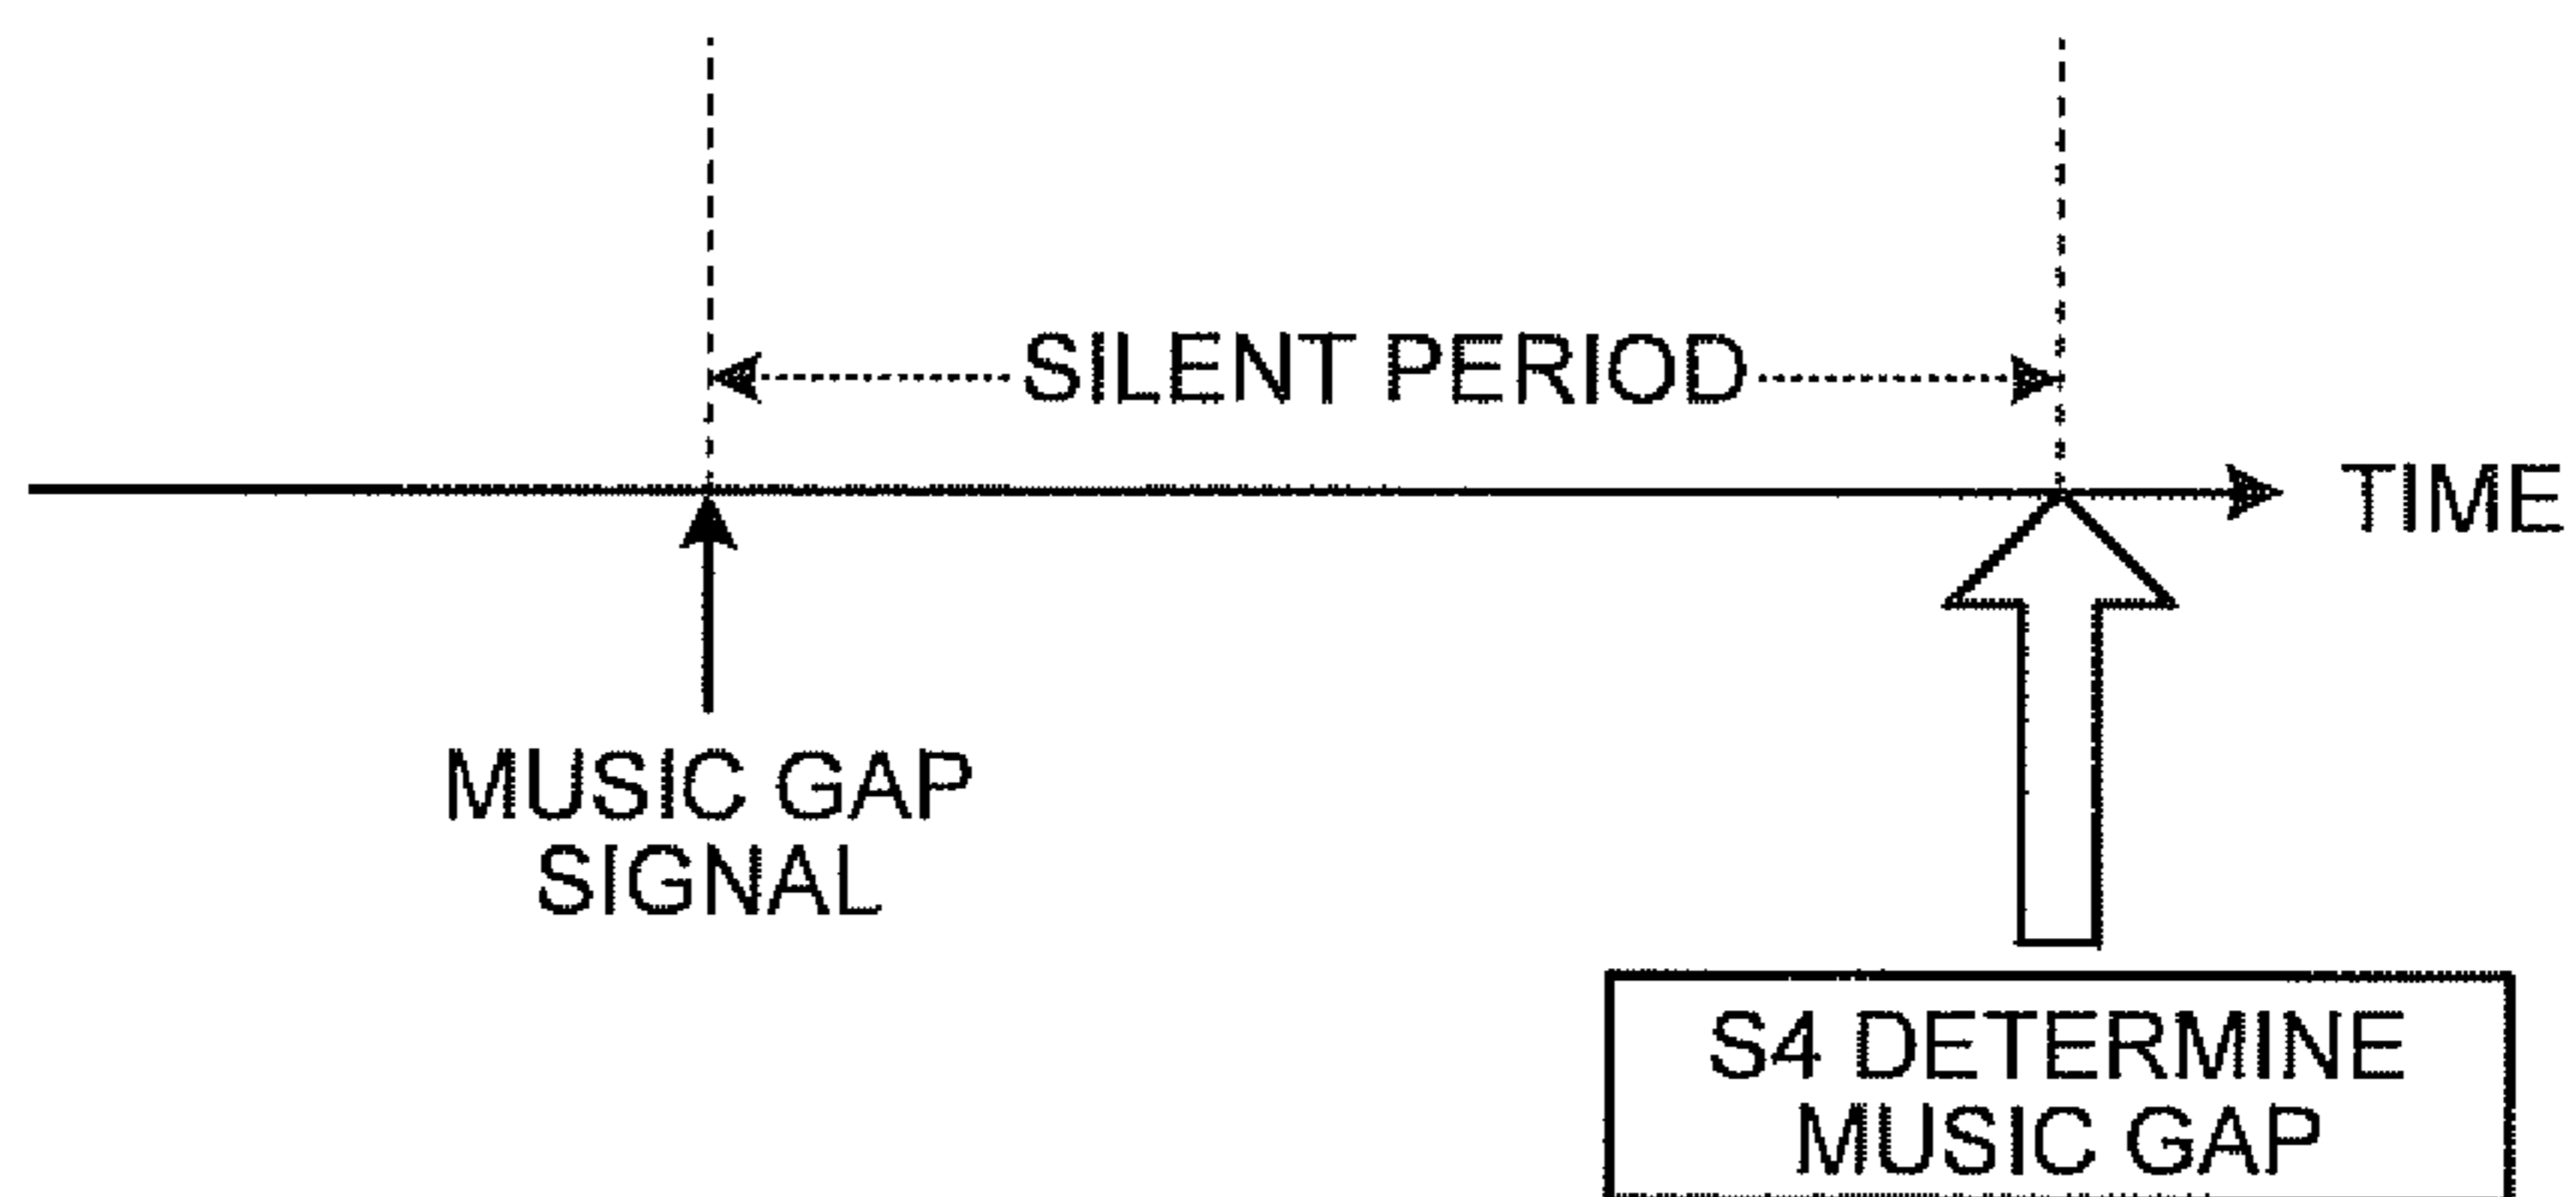 SILENT PERIOD
TIME
MUSIC GAP
SIGNAL
S4 DETERMINE
MUSIC GAP